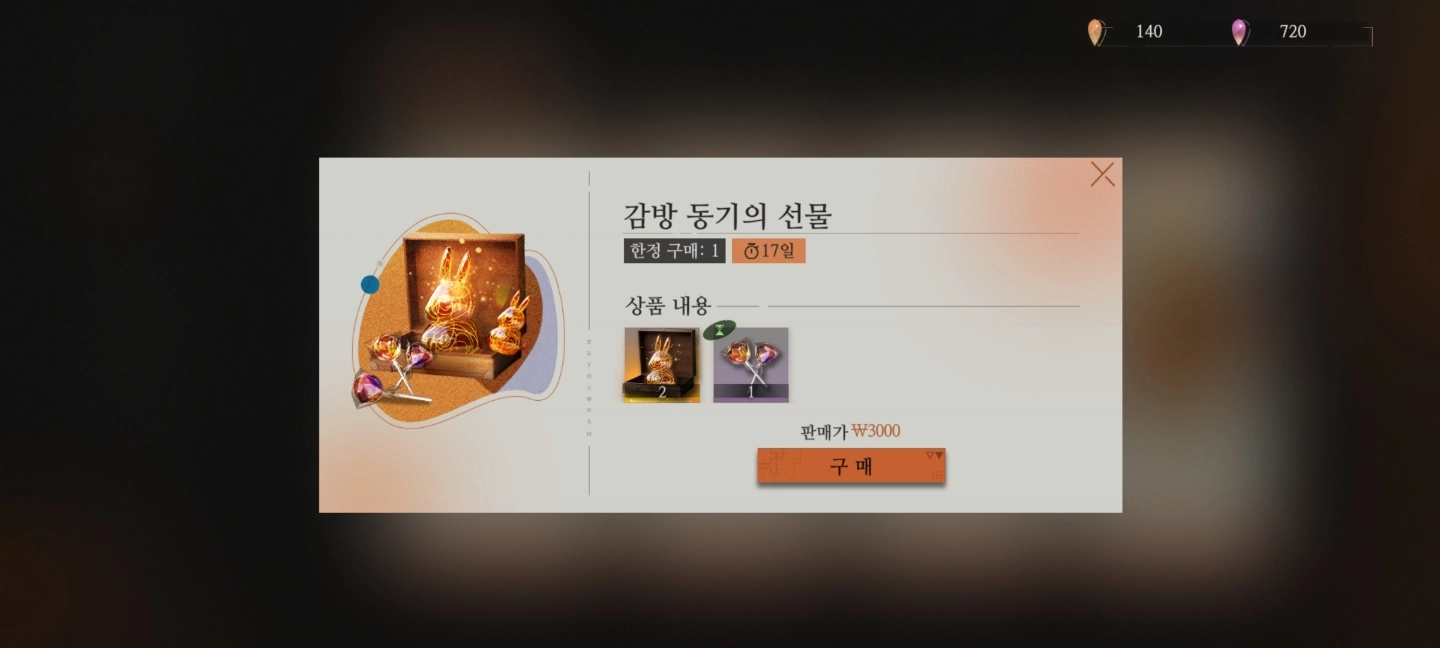 140 720
감방 동기의 선물
한정 구매: 1 17일
상품 내용
2 1
판매가 ₩3000
구매